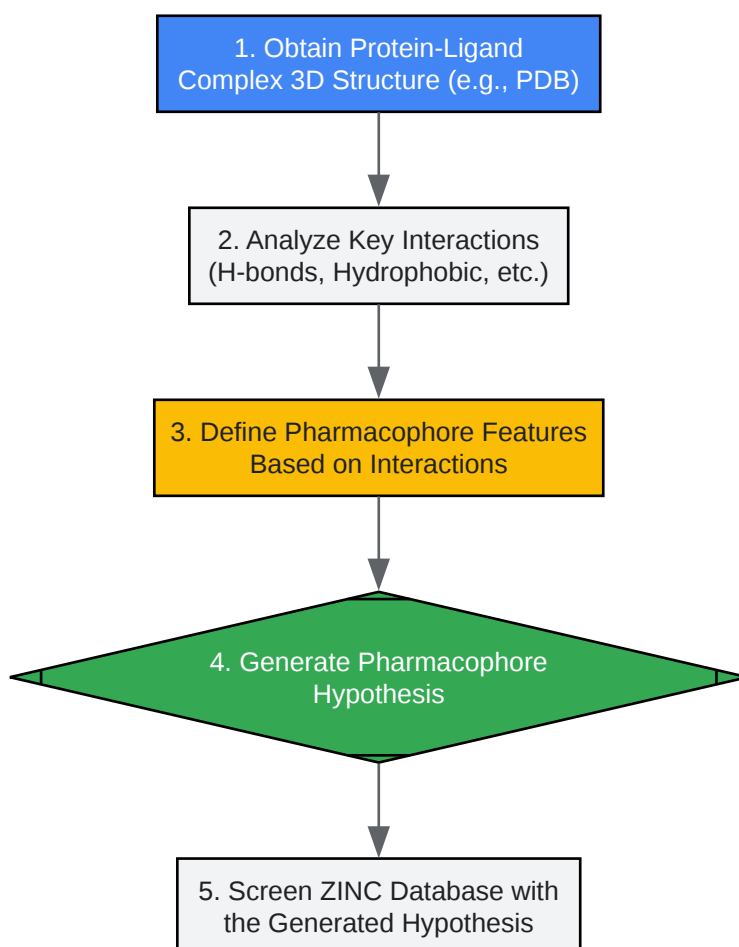 1. Obtain Protein-Ligand
Complex 3D Structure (e.g., PDB)
2. Analyze Key Interactions
(H-bonds, Hydrophobic, etc.)
3. Define Pharmacophore Features
Based on Interactions
4. Generate Pharmacophore
Hypothesis
5. Screen ZINC Database with
the Generated Hypothesis